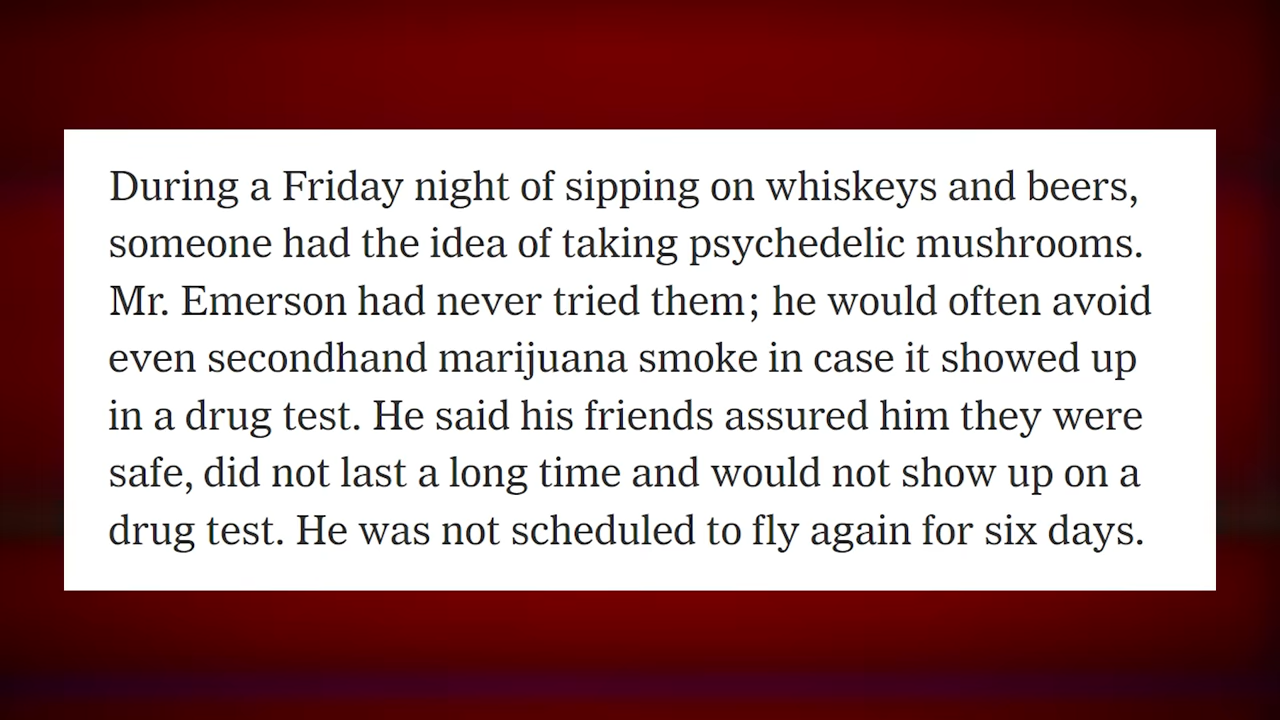 During a Friday night of sipping on whiskeys and beers,
someone had the idea of taking psychedelic mushrooms.
Mr. Emerson had never tried them; he would often avoid
even secondhand marijuana smoke in case it showed up
in a drug test. He said his friends assured him they were
safe, did not last a long time and would not show up on a
drug test. He was not scheduled to fly again for six days.